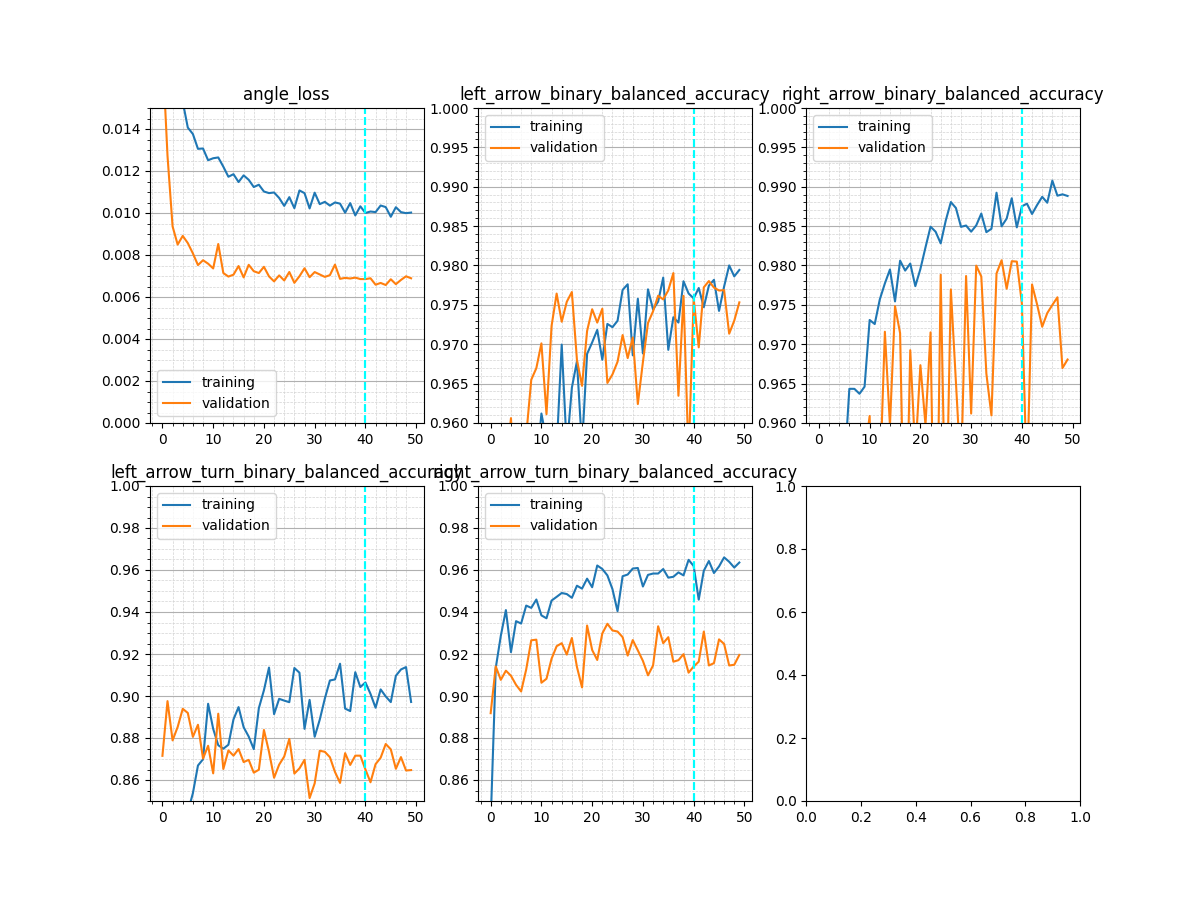 angle_loss
0.014
0.012
0.010
0.008
0.006
0.004
0.002
0.000
training
validation
0 10 20 30 40 50
left_arrow_binary_balanced_accuracy
1.000
0.995
0.990
0.985
0.980
0.975
0.970
0.965
0.960
training
validation
0 10 20 30 40 50
right_arrow_binary_balanced_accuracy
1.000
0.995
0.990
0.985
0.980
0.975
0.970
0.965
0.960
training
validation
0 10 20 30 40 50
left_arrow_turn_binary_balanced_accuracy
1.00
0.98
0.96
0.94
0.92
0.90
0.88
0.86
training
validation
0 10 20 30 40 50
right_arrow_turn_binary_balanced_accuracy
1.00
0.98
0.96
0.94
0.92
0.90
0.88
0.86
training
validation
0 10 20 30 40 50
1.0
0.8
0.6
0.4
0.2
0.0
0.0 0.2 0.4 0.6 0.8 1.0